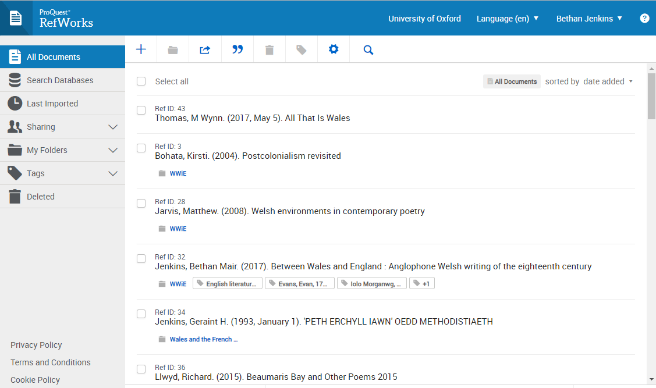 ProQuest
RefWorks
University of Oxford
Language (en)
Bethan Jenkins
All Documents
Search Databases
Last Imported
Sharing
My Folders
Tags
Deleted
Privacy Policy
Terms and Conditions
Cookie Policy
Select all
All Documents
sorted by date added
Ref ID: 43
Thomas, M Wynn. (2017, May 5). All That Is Wales
Ref ID: 3
Bohata, Kirsti. (2004). Postcolonialism revisited
WWiE
Ref ID: 28
Jarvis, Matthew. (2008). Welsh environments in contemporary poetry
WWiE
Ref ID: 32
Jenkins, Bethan Mair. (2017). Between Wales and England : Anglophone Welsh writing of the eighteenth century
WWiE
English literatur...
Evans, Evan, 17...
Iolo Morganwg, ...
+1
Ref ID: 34
Jenkins, Geraint H. (1993, January 1). 'PETH ERCHYLL IAWN' OEDD METHODISTIAETH
Wales and the French ...
Ref ID: 36
Llwyd, Richard. (2015). Beaumaris Bay and Other Poems 2015